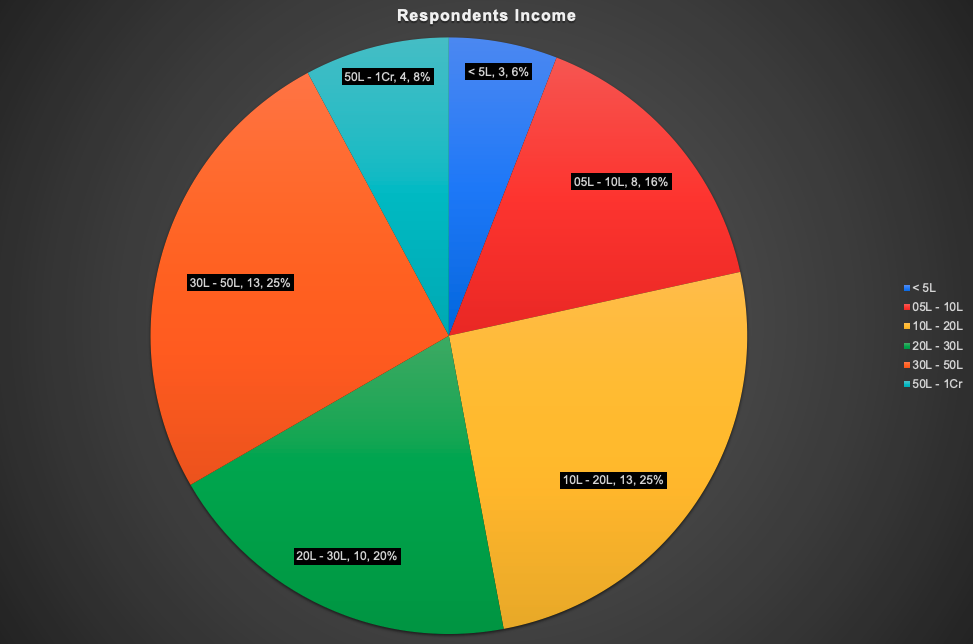 Respondents Income
50L - 1Cr, 4, 8%
< 5L, 3, 6%
05L - 10L, 8, 16%
30L - 50L, 13, 25%
10L - 20L, 13, 25%
20L - 30L, 10, 20%
< 5L
05L - 10L
10L - 20L
20L - 30L
30L - 50L
50L - 1Cr